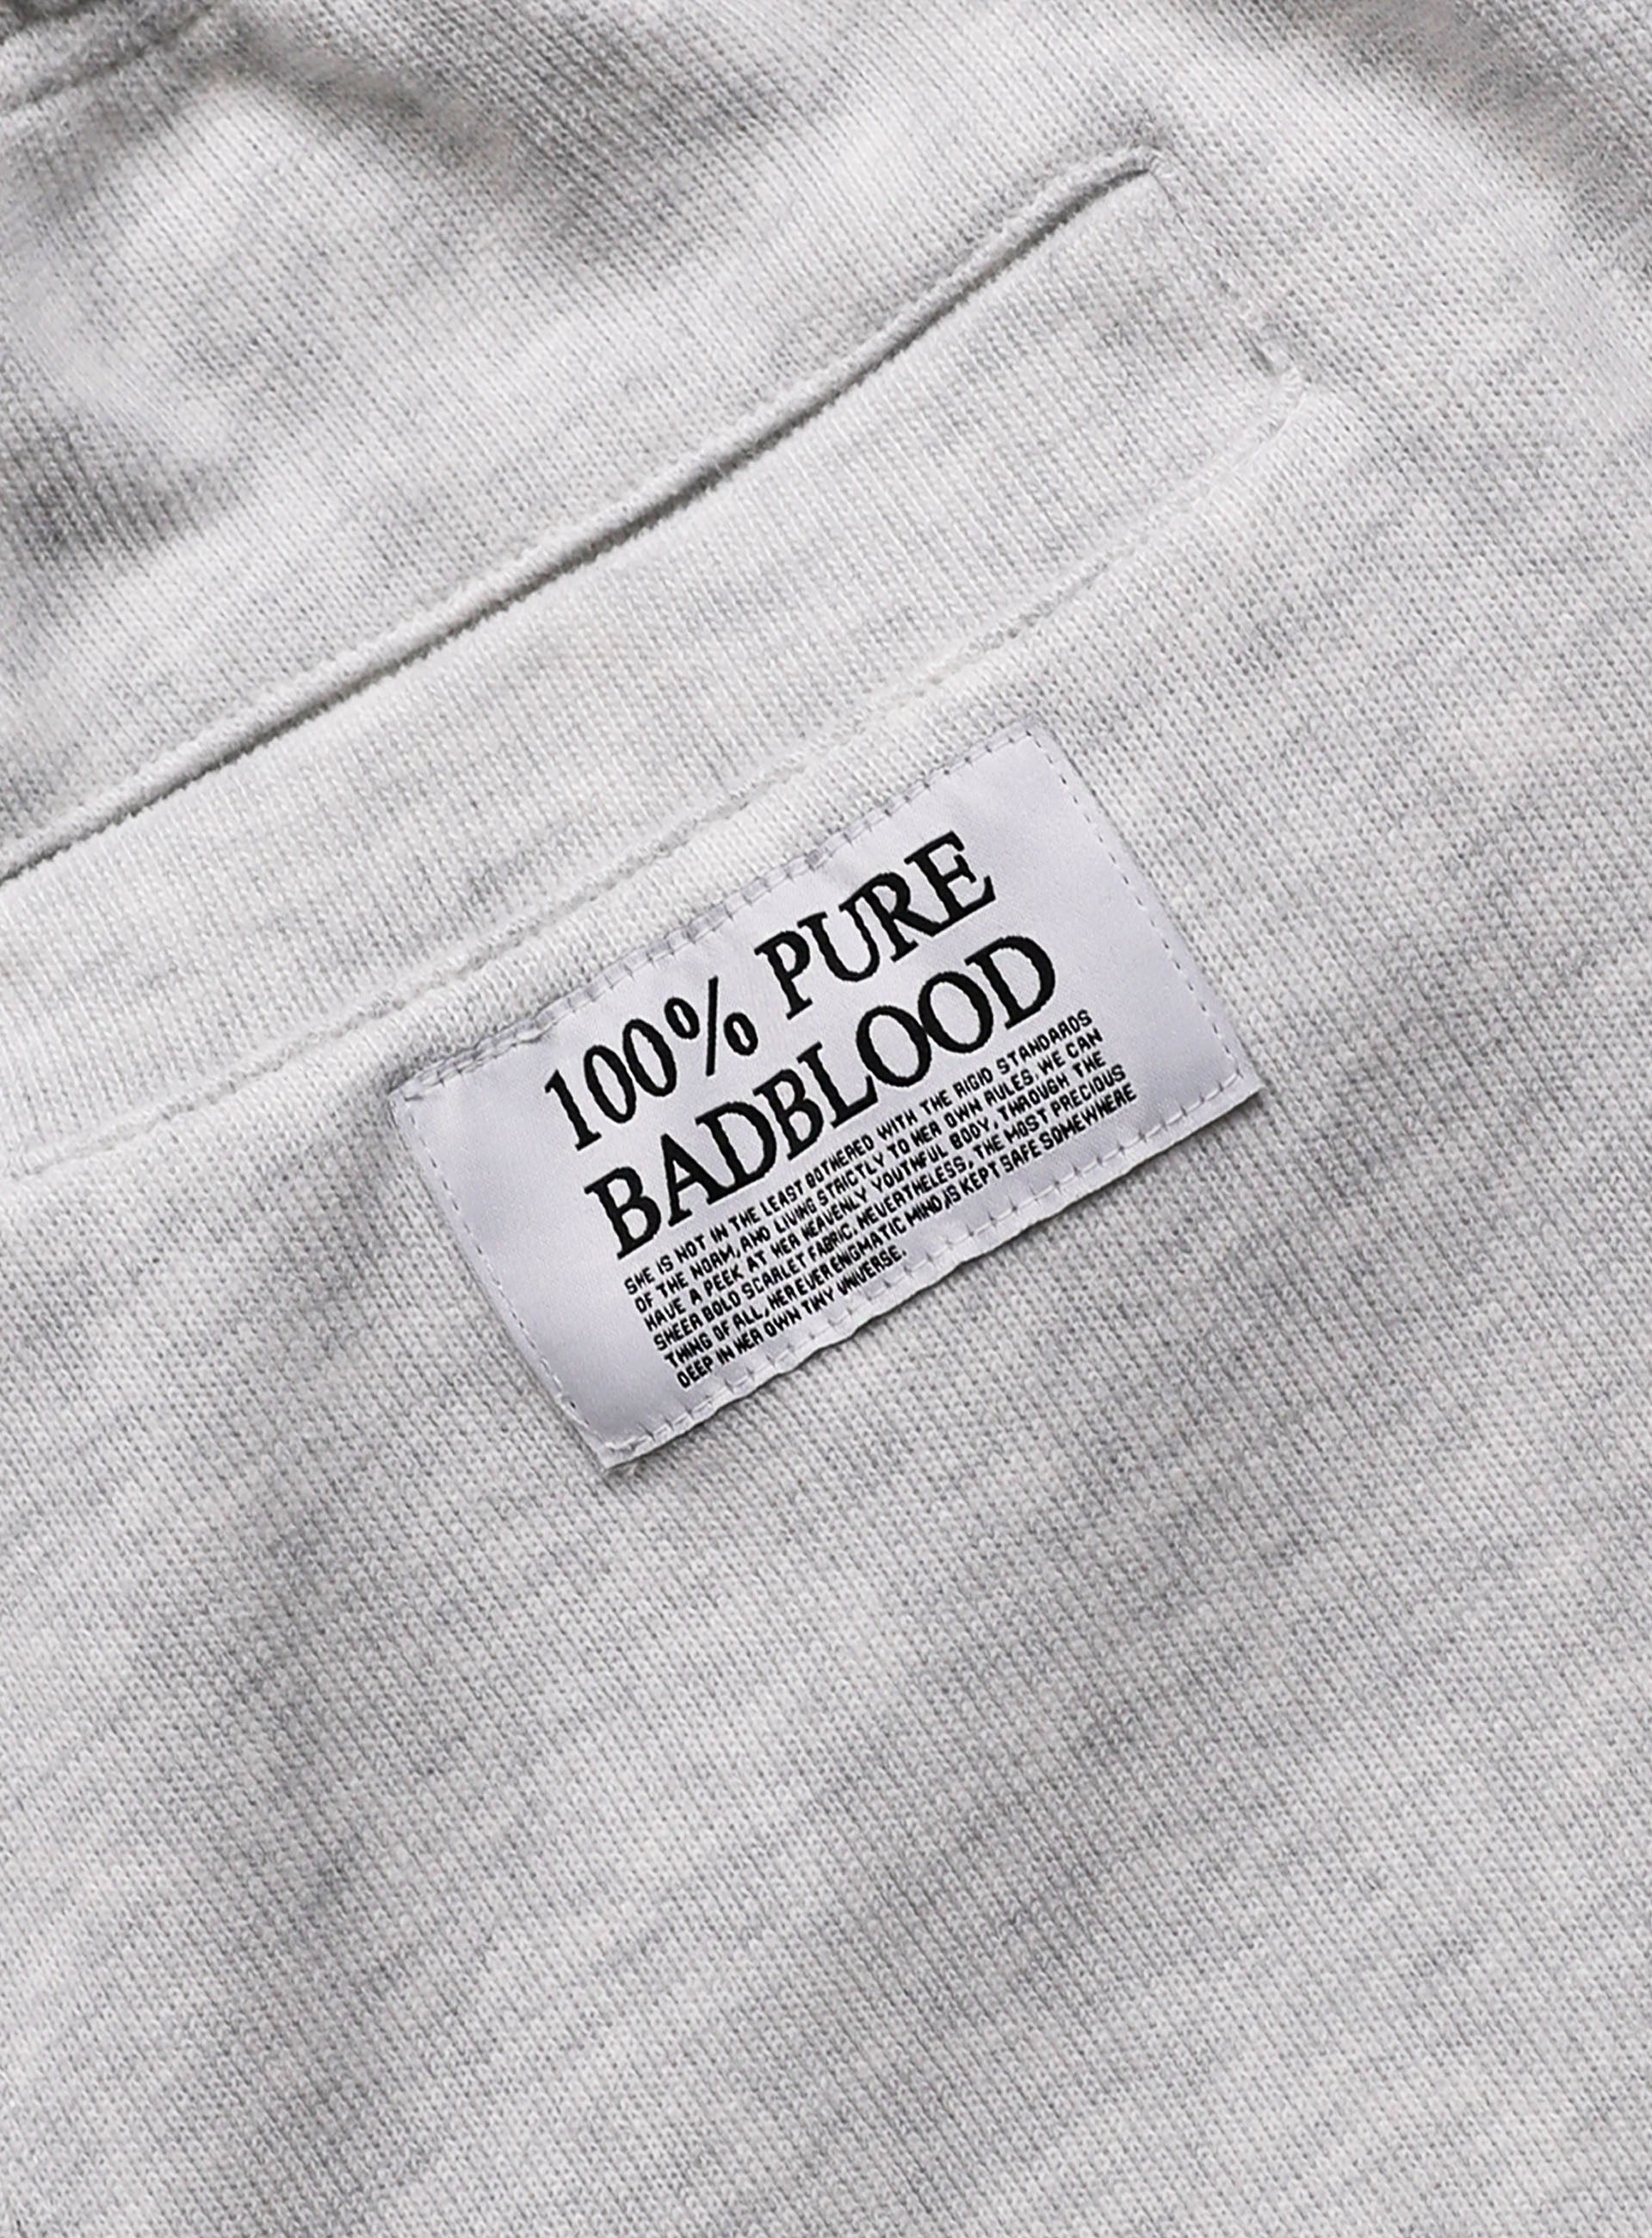 100% PURE
BADBLOOD
SHE IS NOT IN THE LEAST BOTHERED WITH THE RIGID STANDARDS
OF THE NORM, AND LIVING STRICTLY TO HER OWN RULES. WE CAN
HAVE A PEEK AT HER HEAVENLY YOUTHFUL BODY, THROUGH THE
SHEER BOLD SCARLET FABRIC. NEVERTHELESS, THE MOST PRECIOUS
THING OF ALL, HER EVER ENIGMATIC MIND, IS KEPT SAFE SOMEWHERE
DEEP IN HER OWN TINY UNIVERSE.